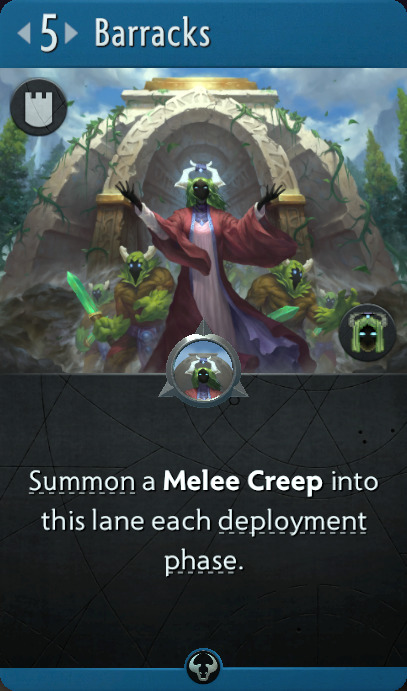 5 Barracks
Summon a Melee Creep into
this lane each deployment
phase.